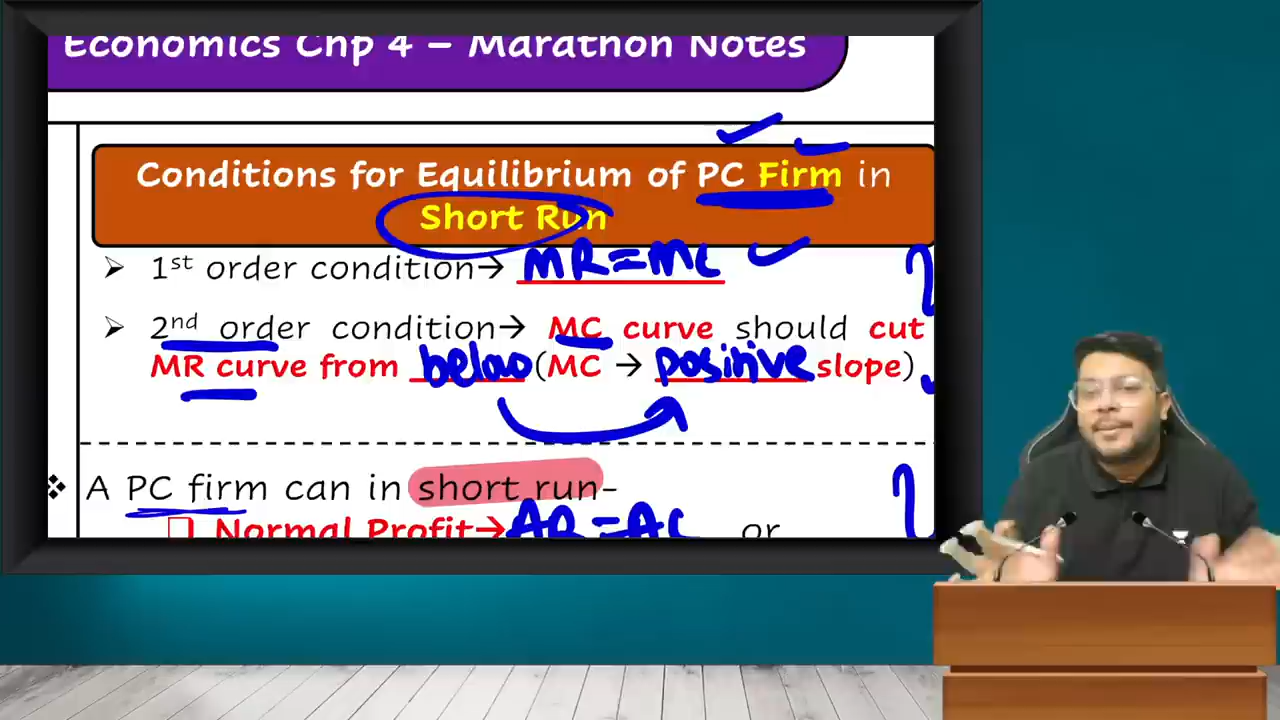 Economics Chp 4 – Marathon Notes
Conditions for Equilibrium of PC Firm in
Short Run
➢ 1st order condition→ MR=MC
➢ 2nd order condition→ MC curve should cut
MR curve from below (MC → positive slope)
❖ A PC firm can in short run-
❑ Normal Profit→ AR=AC or